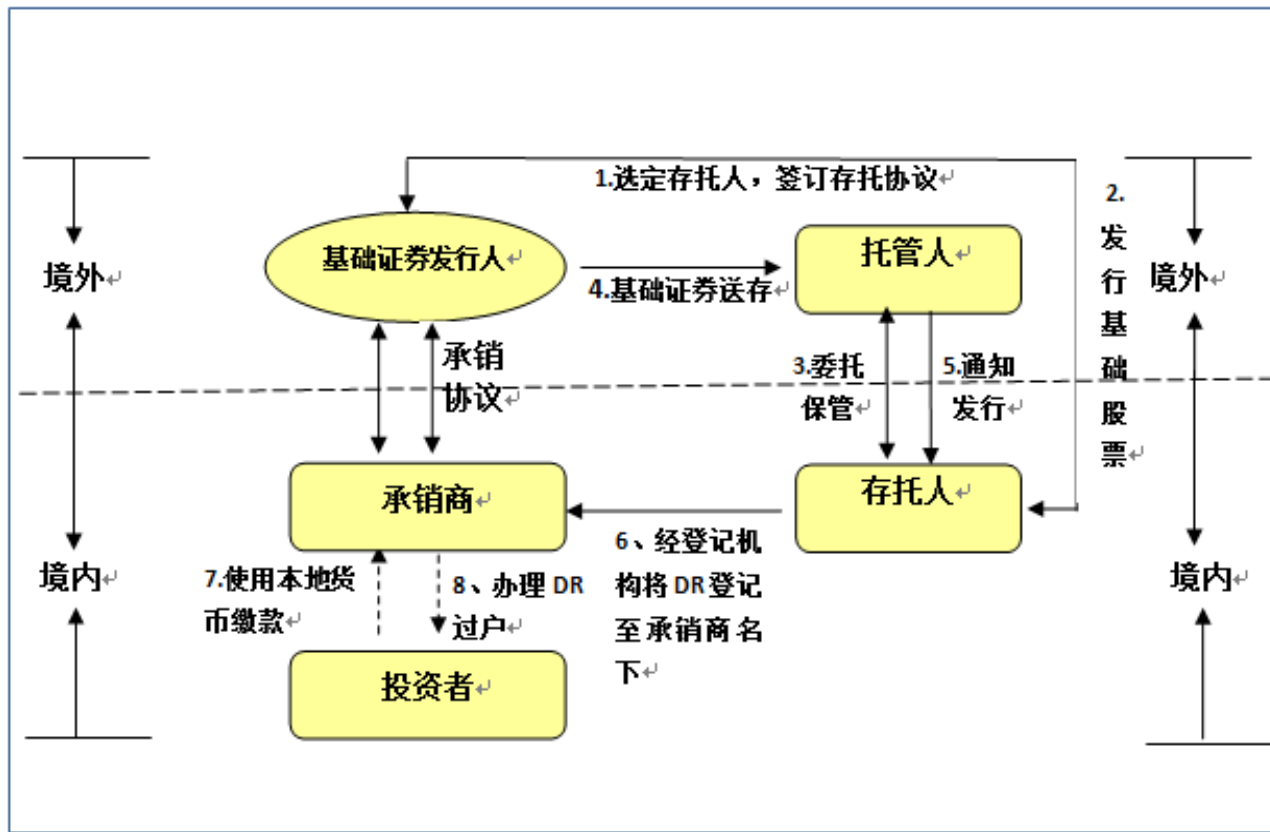 1.选定存托人，签订存托协议↵
2.
发
行
基
础
股
票↵
基础证券发行人↵
托管人↵
境外↵
境外↵
4.基础证券送存↵
承销
协议↵
3.委托
保管↵
5.通知
发行↵
承销商↵
存托人↵
境内↵
境内↵
7.使用本地货
币缴款↵
8、办理 DR
过户↵
6、经登记机
构将 DR 登记
至承销商名
下↵
投资者↵